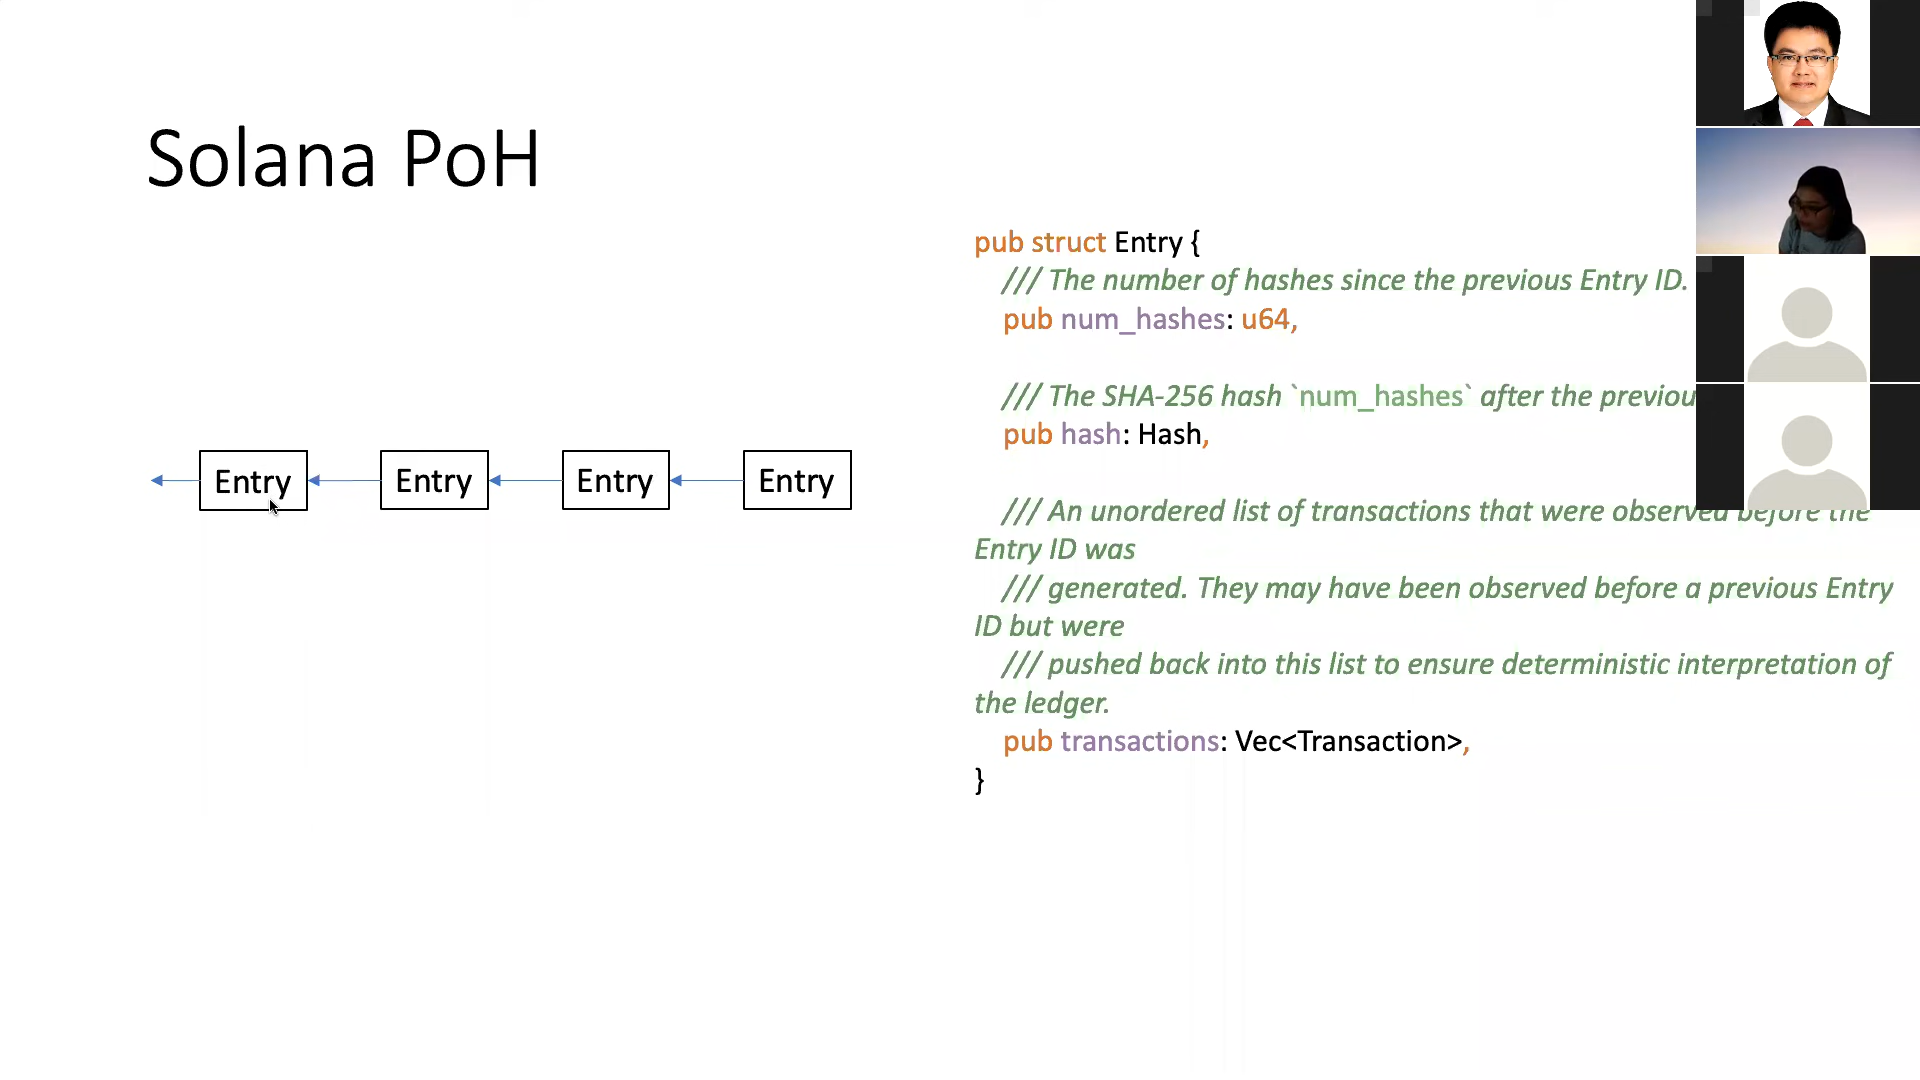 Solana PoH
Entry
Entry
Entry
Entry
pub struct Entry {
/// The number of hashes since the previous Entry ID.
pub num_hashes: u64,
/// The SHA-256 hash `num_hashes` after the previou
pub hash: Hash,
/// An unordered list of transactions that were observed before the
Entry ID was
/// generated. They may have been observed before a previous Entry
ID but were
/// pushed back into this list to ensure deterministic interpretation of
the ledger.
pub transactions: Vec<Transaction>,
}